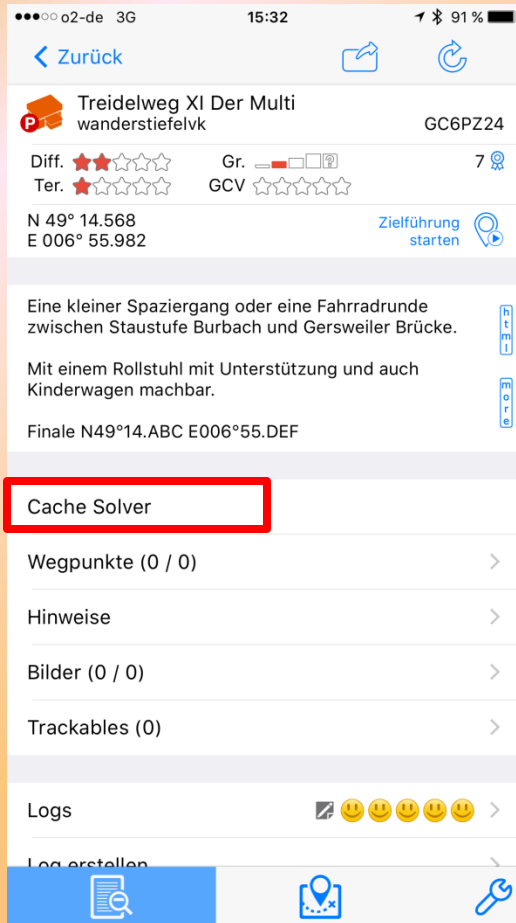 o2-de 3G 15:32 91 %
Zurück
Treidelweg XI Der Multi
P wanderstiefelvk GC6PZ24
Diff. Gr. ? 7
Ter. GCV
N 49° 14.568 Zielführung
E 006° 55.982 starten
Eine kleiner Spaziergang oder eine Fahrradrunde
zwischen Staustufe Burbach und Gersweiler Brücke.
html
Mit einem Rollstuhl mit Unterstützung und auch
Kinderwagen machbar.
more
Finale N49°14.ABC E006°55.DEF
Cache Solver
Wegpunkte (0 / 0)
Hinweise
Bilder (0 / 0)
Trackables (0)
Logs
Log erstellen